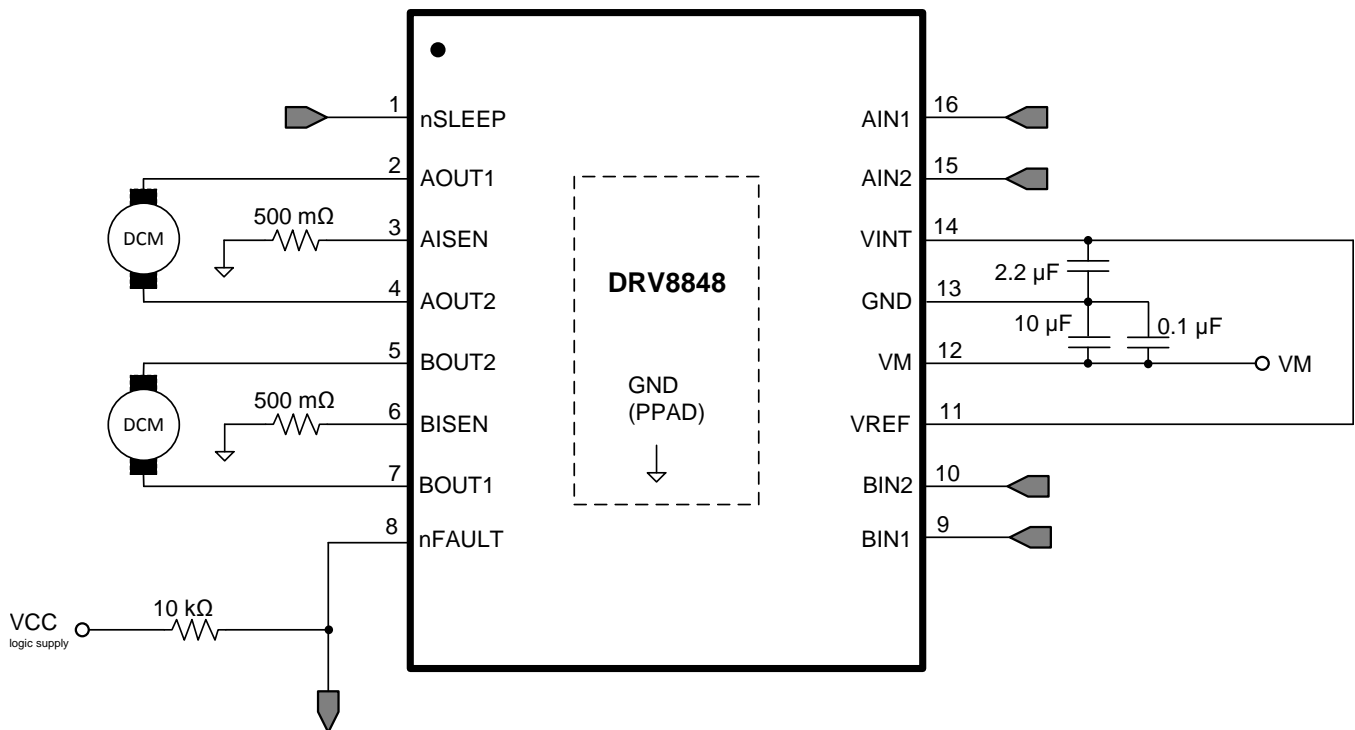 1
nSLEEP
2
AOUT1
DCM
500 mΩ
3
AISEN
4
AOUT2
5
BOUT2
DCM
500 mΩ
6
BISEN
7
BOUT1
8
nFAULT
VCC
logic supply
10 kΩ
DRV8848
GND
(PPAD)
AIN1
16
AIN2
15
VINT
14
2.2 µF
GND
13
10 µF
0.1 µF
VM
12
VM
VREF
11
BIN2
10
BIN1
9